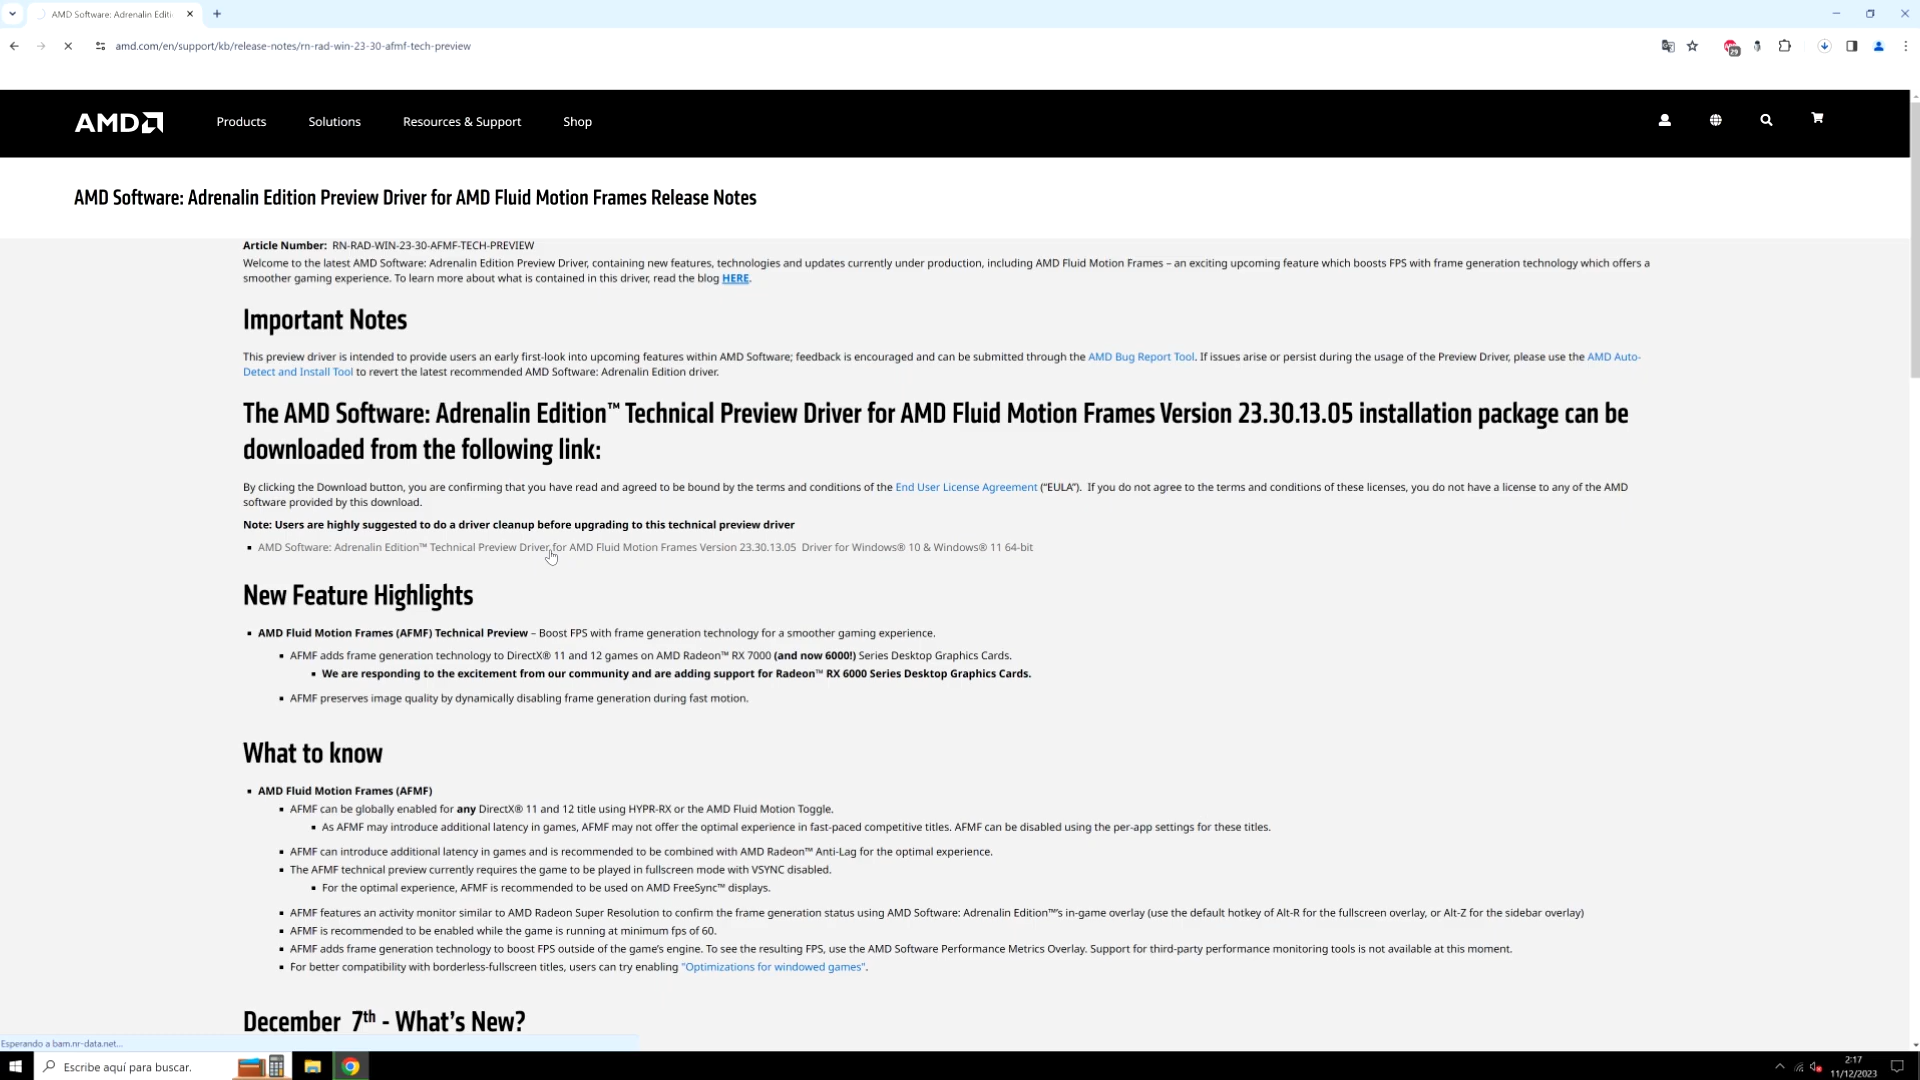 AMD Software: Adrenalin Editi
amd.com/en/support/kb/release-notes/rn-rad-win-23-30-afmf-tech-preview
AMD
Products
Solutions
Resources & Support
Shop
AMD Software: Adrenalin Edition Preview Driver for AMD Fluid Motion Frames Release Notes
Article Number: RN-RAD-WIN-23-30-AFMF-TECH-PREVIEW
Welcome to the latest AMD Software: Adrenalin Edition Preview Driver, containing new features, technologies and updates currently under production, including AMD Fluid Motion Frames – an exciting upcoming feature which boosts FPS with frame generation technology which offers a
smoother gaming experience. To learn more about what is contained in this driver, read the blog HERE.
Important Notes
This preview driver is intended to provide users an early first-look into upcoming features within AMD Software; feedback is encouraged and can be submitted through the AMD Bug Report Tool. If issues arise or persist during the usage of the Preview Driver, please use the AMD Auto-
Detect and Install Tool to revert the latest recommended AMD Software: Adrenalin Edition driver.
The AMD Software: Adrenalin Edition™ Technical Preview Driver for AMD Fluid Motion Frames Version 23.30.13.05 installation package can be
downloaded from the following link:
By clicking the Download button, you are confirming that you have read and agreed to be bound by the terms and conditions of the End User License Agreement (“EULA”). If you do not agree to the terms and conditions of these licenses, you do not have a license to any of the AMD
software provided by this download.
Note: Users are highly suggested to do a driver cleanup before upgrading to this technical preview driver
▪ AMD Software: Adrenalin Edition™ Technical Preview Driver for AMD Fluid Motion Frames Version 23.30.13.05 Driver for Windows® 10 & Windows® 11 64-bit
New Feature Highlights
▪ AMD Fluid Motion Frames (AFMF) Technical Preview – Boost FPS with frame generation technology for a smoother gaming experience.
▪ AFMF adds frame generation technology to DirectX® 11 and 12 games on AMD Radeon™ RX 7000 (and now 6000!) Series Desktop Graphics Cards.
▪ We are responding to the excitement from our community and are adding support for Radeon™ RX 6000 Series Desktop Graphics Cards.
▪ AFMF preserves image quality by dynamically disabling frame generation during fast motion.
What to know
▪ AMD Fluid Motion Frames (AFMF)
▪ AFMF can be globally enabled for any DirectX® 11 and 12 title using HYPR-RX or the AMD Fluid Motion Toggle.
▪ As AFMF may introduce additional latency in games, AFMF may not offer the optimal experience in fast-paced competitive titles. AFMF can be disabled using the per-app settings for these titles.
▪ AFMF can introduce additional latency in games and is recommended to be combined with AMD Radeon™ Anti-Lag for the optimal experience.
▪ The AFMF technical preview currently requires the game to be played in fullscreen mode with VSYNC disabled.
▪ For the optimal experience, AFMF is recommended to be used on AMD FreeSync™ displays.
▪ AFMF features an activity monitor similar to AMD Radeon Super Resolution to confirm the frame generation status using AMD Software: Adrenalin Edition™'s in-game overlay (use the default hotkey of Alt-R for the fullscreen overlay, or Alt-Z for the sidebar overlay)
▪ AFMF is recommended to be enabled while the game is running at minimum fps of 60.
▪ AFMF adds frame generation technology to boost FPS outside of the game's engine. To see the resulting FPS, use the AMD Software Performance Metrics Overlay. Support for third-party performance monitoring tools is not available at this moment.
▪ For better compatibility with borderless-fullscreen titles, users can try enabling "Optimizations for windowed games".
December 7th - What's New?
Esperando a bam.nr-data.net...
Escribe aquí para buscar.
2:17
11/12/2023